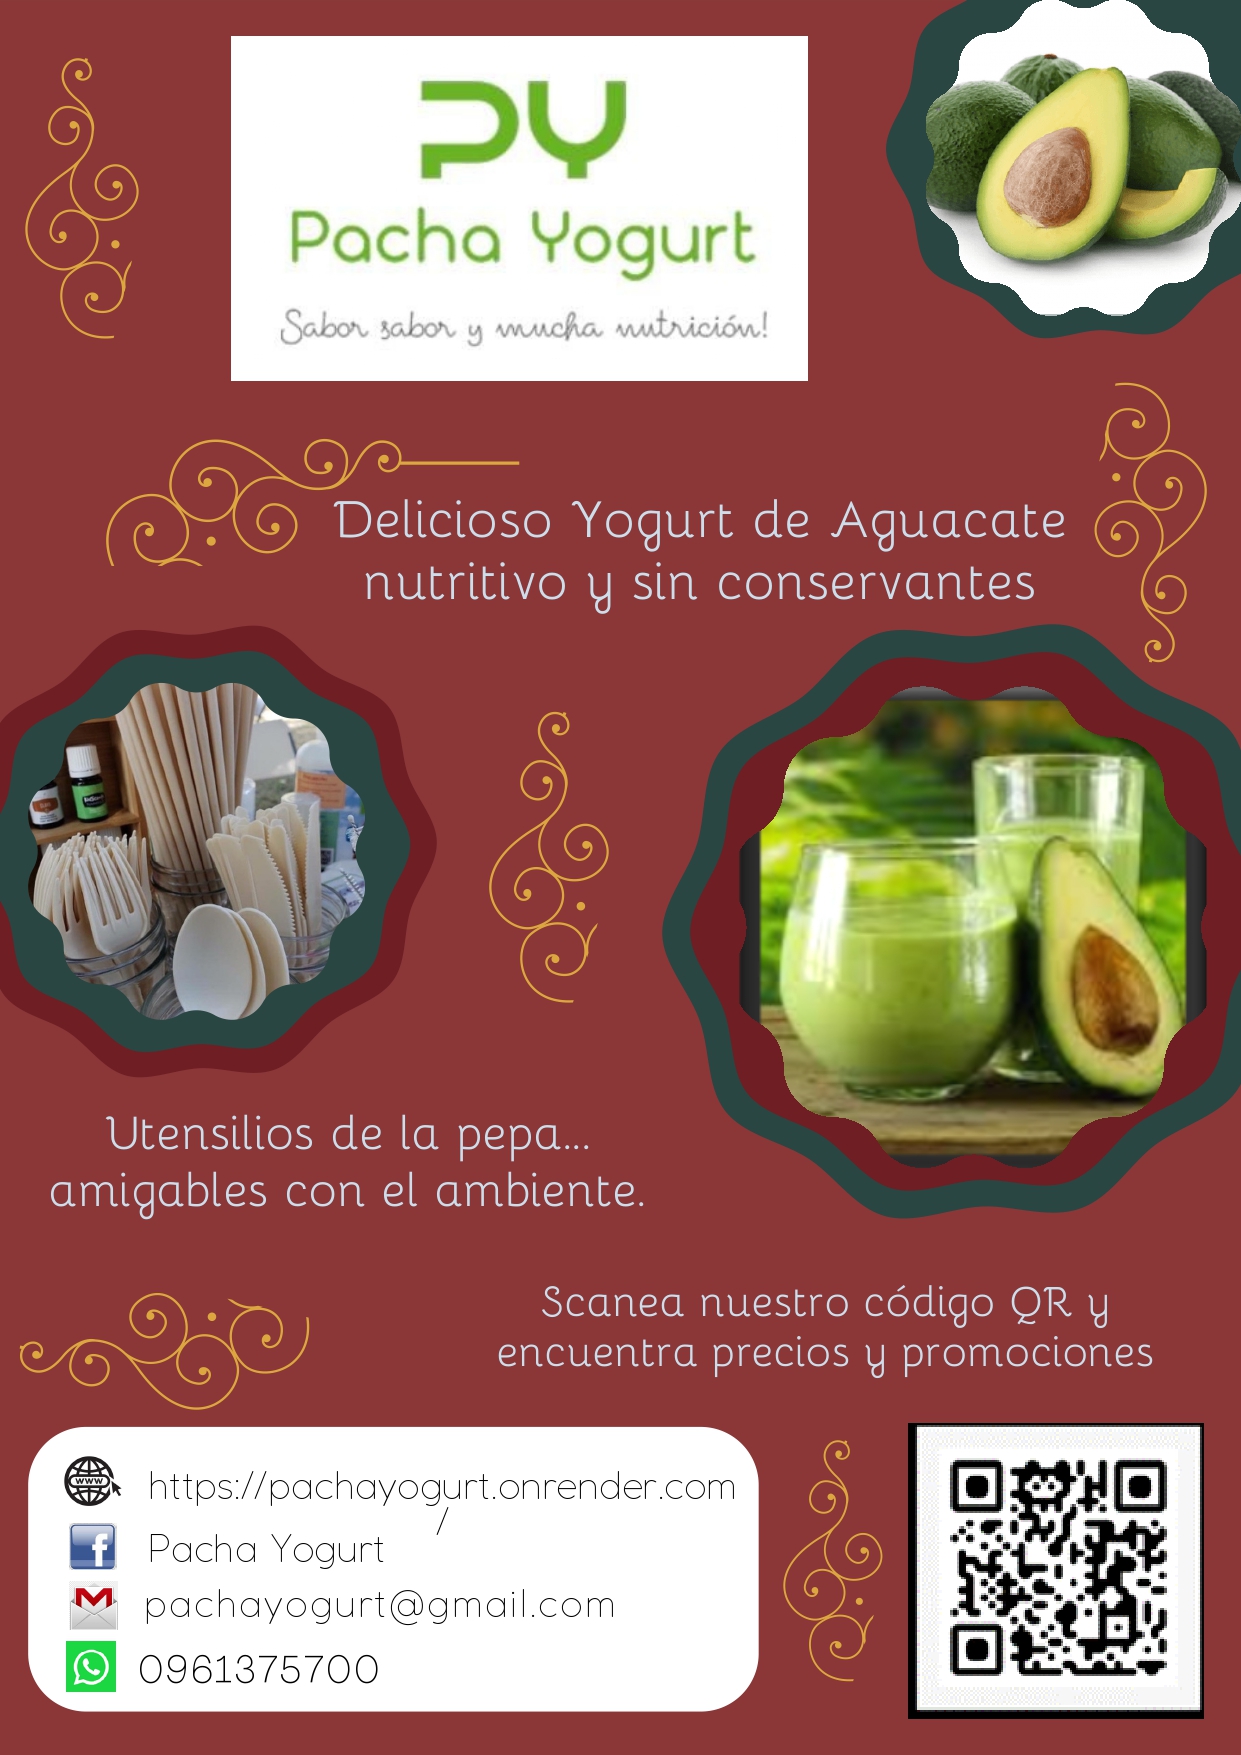 PY
Pacha Yogurt
Sabor sabor y mucha nutrición!
Delicioso Yogurt de Aguacate
nutritivo y sin conservantes
Utensilios de la pepa...
amigables con el ambiente.
Scanea nuestro código QR y
encuentra precios y promociones
www
https://pachayogurt.onrender.com
/
Pacha Yogurt
pachayogurt@gmail.com
0961375700